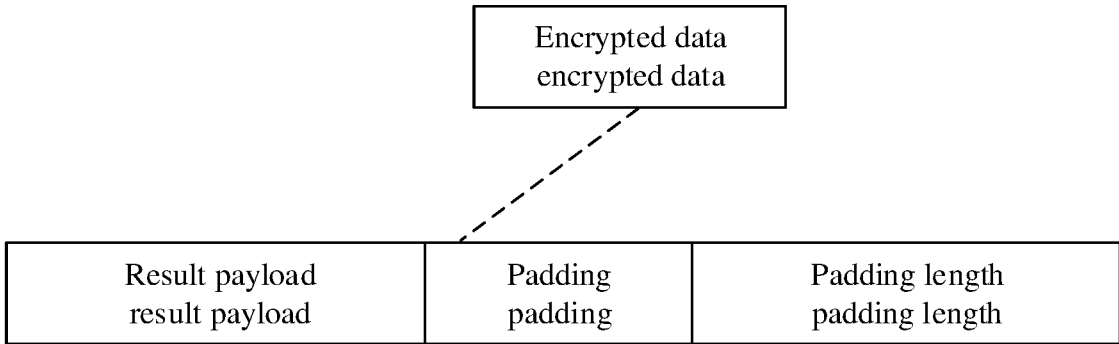 Encrypted data
encrypted data
Result payload
result payload
Padding
padding
Padding length
padding length